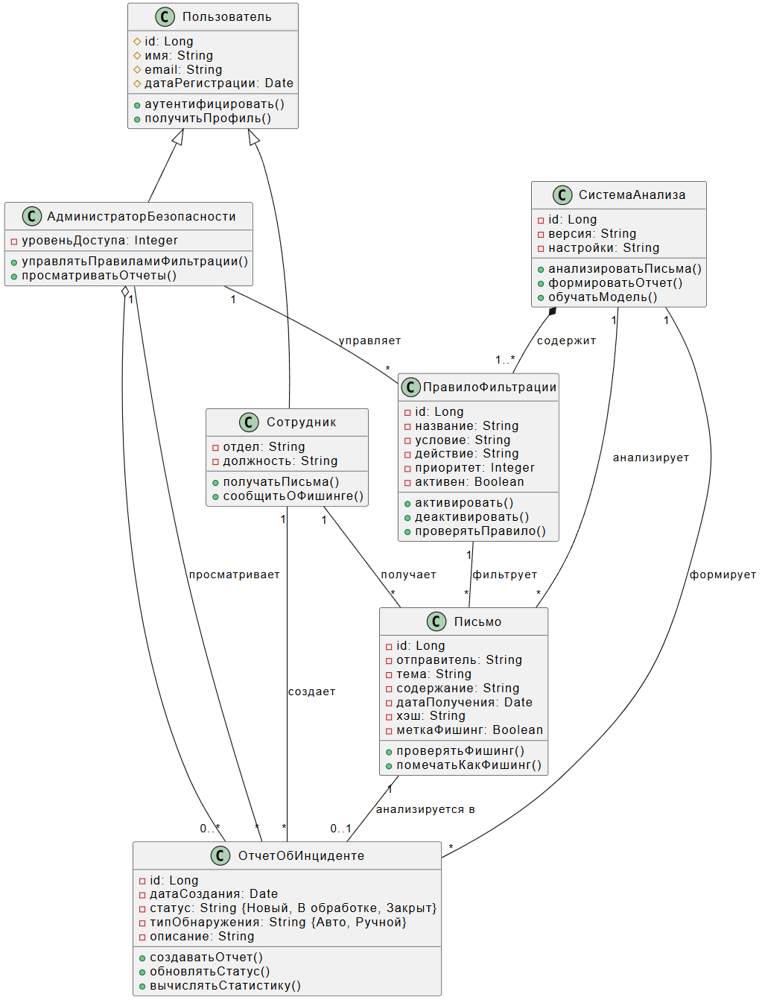 C Пользователь
id: Long
имя: String
email: String
датаРегистрации: Date
аутентифицировать()
получитьПрофиль()
C АдминистраторБезопасности
уровеньДоступа: Integer
управлятьПравиламиФильтрации()
просматриватьОтчеты()
C СистемаАнализа
id: Long
версия: String
настройки: String
анализироватьПисьма()
формироватьОтчет()
обучатьМодель()
1
1
1
1
управляет
содержит
*
1..*
C ПравилоФильтрации
id: Long
название: String
условие: String
действие: String
приоритет: Integer
активен: Boolean
активировать()
деактивировать()
проверятьПравило()
C Сотрудник
отдел: String
должность: String
получатьПисьма()
сообщитьОФишинге()
анализирует
1
1
1
просматривает
получает
фильтрует
формирует
*
*
*
C Письмо
id: Long
отправитель: String
тема: String
содержание: String
датаПолучения: Date
хэш: String
меткаФишинг: Boolean
проверятьФишинг()
помечатьКакФишинг()
создает
1
анализируется в
0..*
*
*
0..1
*
C ОтчетОбИнциденте
id: Long
датаСоздания: Date
статус: String {Новый, В обработке, Закрыт}
типОбнаружения: String {Авто, Ручной}
описание: String
создаватьОтчет()
обновлятьСтатус()
вычислятьСтатистику()